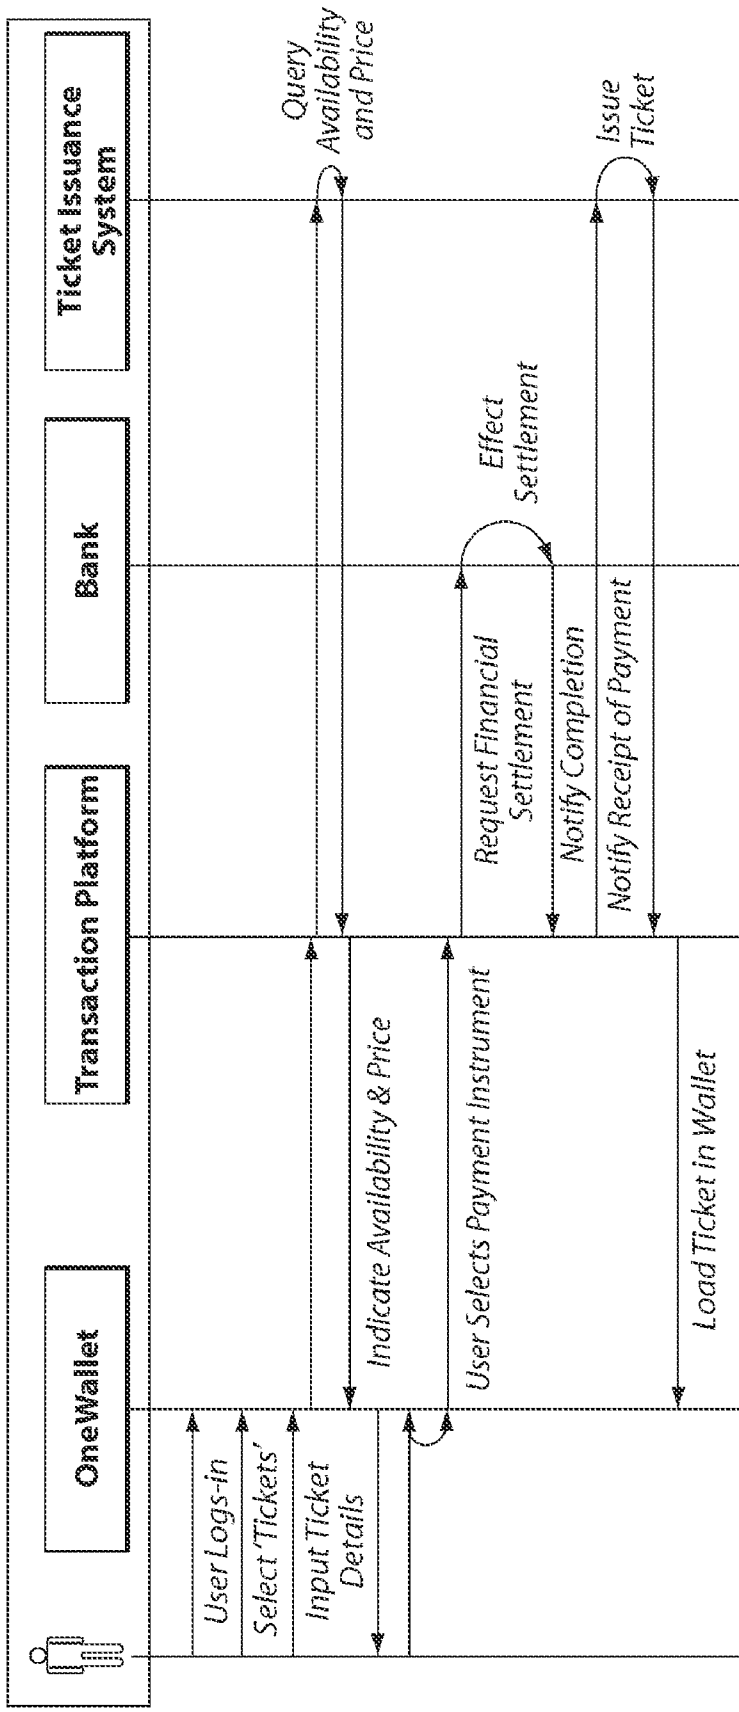 OneWallet
Transaction Platform
Bank
Ticket Issuance
System
User Logs-in
Select 'Tickets'
Input Ticket
Details
Query
Availability
and Price
Indicate Availability & Price
User Selects Payment Instrument
Request Financial
Settlement
Effect
Settlement
Notify Completion
Notify Receipt of Payment
Issue
Ticket
Load Ticket in Wallet